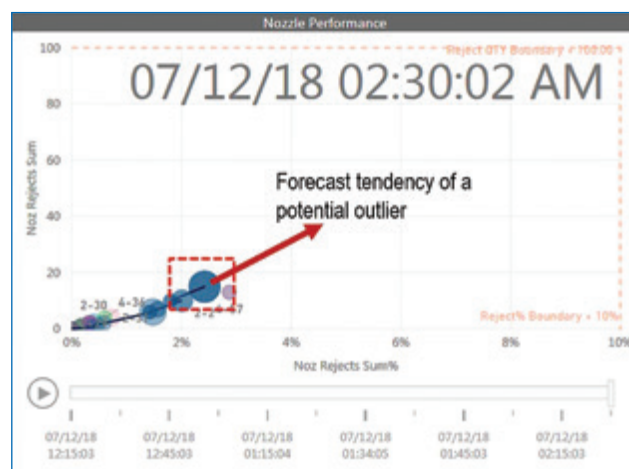 Nozzle Performance
100
Reject QTY Boundary = 100.00
07/12/18 02:30:02 AM
80
Noz Rejects Sum
60
Forecast tendency of a
potential outlier
40
20
2-30
4-36
Reject% Boundary = 10%
0
0%
2%
4%
6%
8%
10%
Noz Rejects Sum%
07/12/18 07/12/18 07/12/18 07/12/18 07/12/18 07/12/18
12:15:03 12:45:03 01:15:04 01:34:05 01:45:03 02:15:03